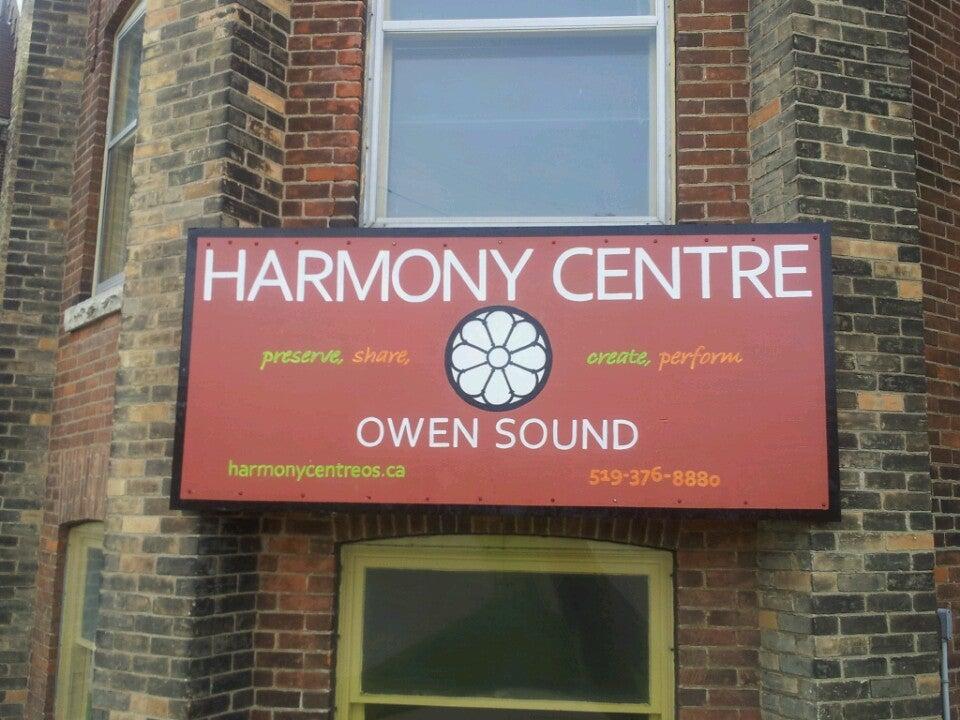 HARMONY CENTRE
preserve, share, create, perform
OWEN SOUND
harmonycentreos.ca 519-376-8880